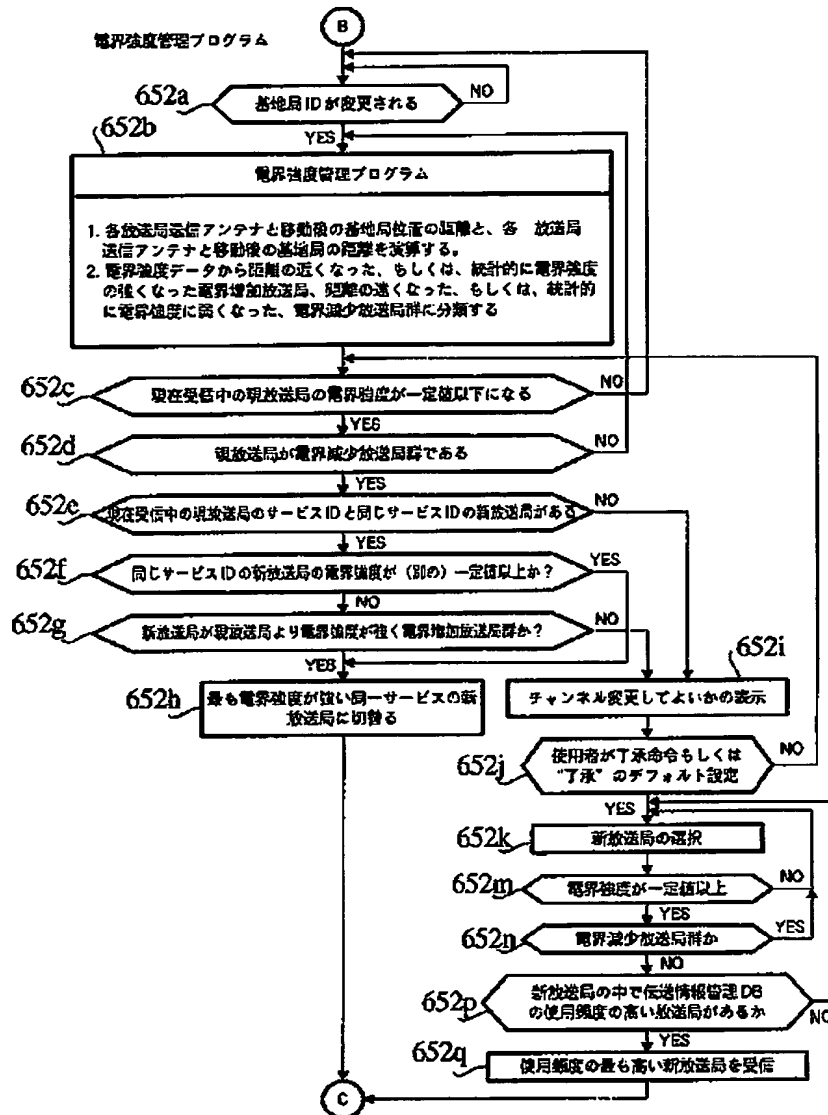 B
電界強度管理プログラム
652a
基地局IDが変更される
NO
652b
YES
電界強度管理プログラム
1. 各放送局送信アンテナと移動後の基地局位置の距離と、各 放送局
送信アンテナと移動後の基地局の距離を演算する。
2. 電界強度データから距離の近くなった、もしくは、統計的に電界強度
の強くなった電界増加放送局、距離の遠くなった、もしくは、統計的
に電界強度に弱くなった、電界減少放送局群に分類する
652c
現在受信中の現放送局の電界強度が一定値以下になる
NO
YES
652d
現放送局が電界減少放送局群である
NO
YES
652e
現在受信中の現放送局のサービスIDと同じサービスIDの新放送局がある
NO
YES
652f
同じサービスIDの新放送局の電界強度が(別の)一定値以上か?
YES
NO
652g
新放送局が現放送局より電界強度が強く電界増加放送局群か?
NO
YES
652h
最も電界強度が強い同一サービスの新
放送局に切替る
652i
チャンネル変更してよいかの表示
652j
使用者が了承命令もしくは
“了承”のデフォルト設定
NO
YES
652k
新放送局の選択
652m
電界強度が一定値以上
NO
YES
652n
電界減少放送局群か
YES
NO
652p
新放送局の中で伝送情報管理DB
の使用頻度の高い放送局があるか
NO
YES
652q
使用頻度の最も高い新放送局を受信
C